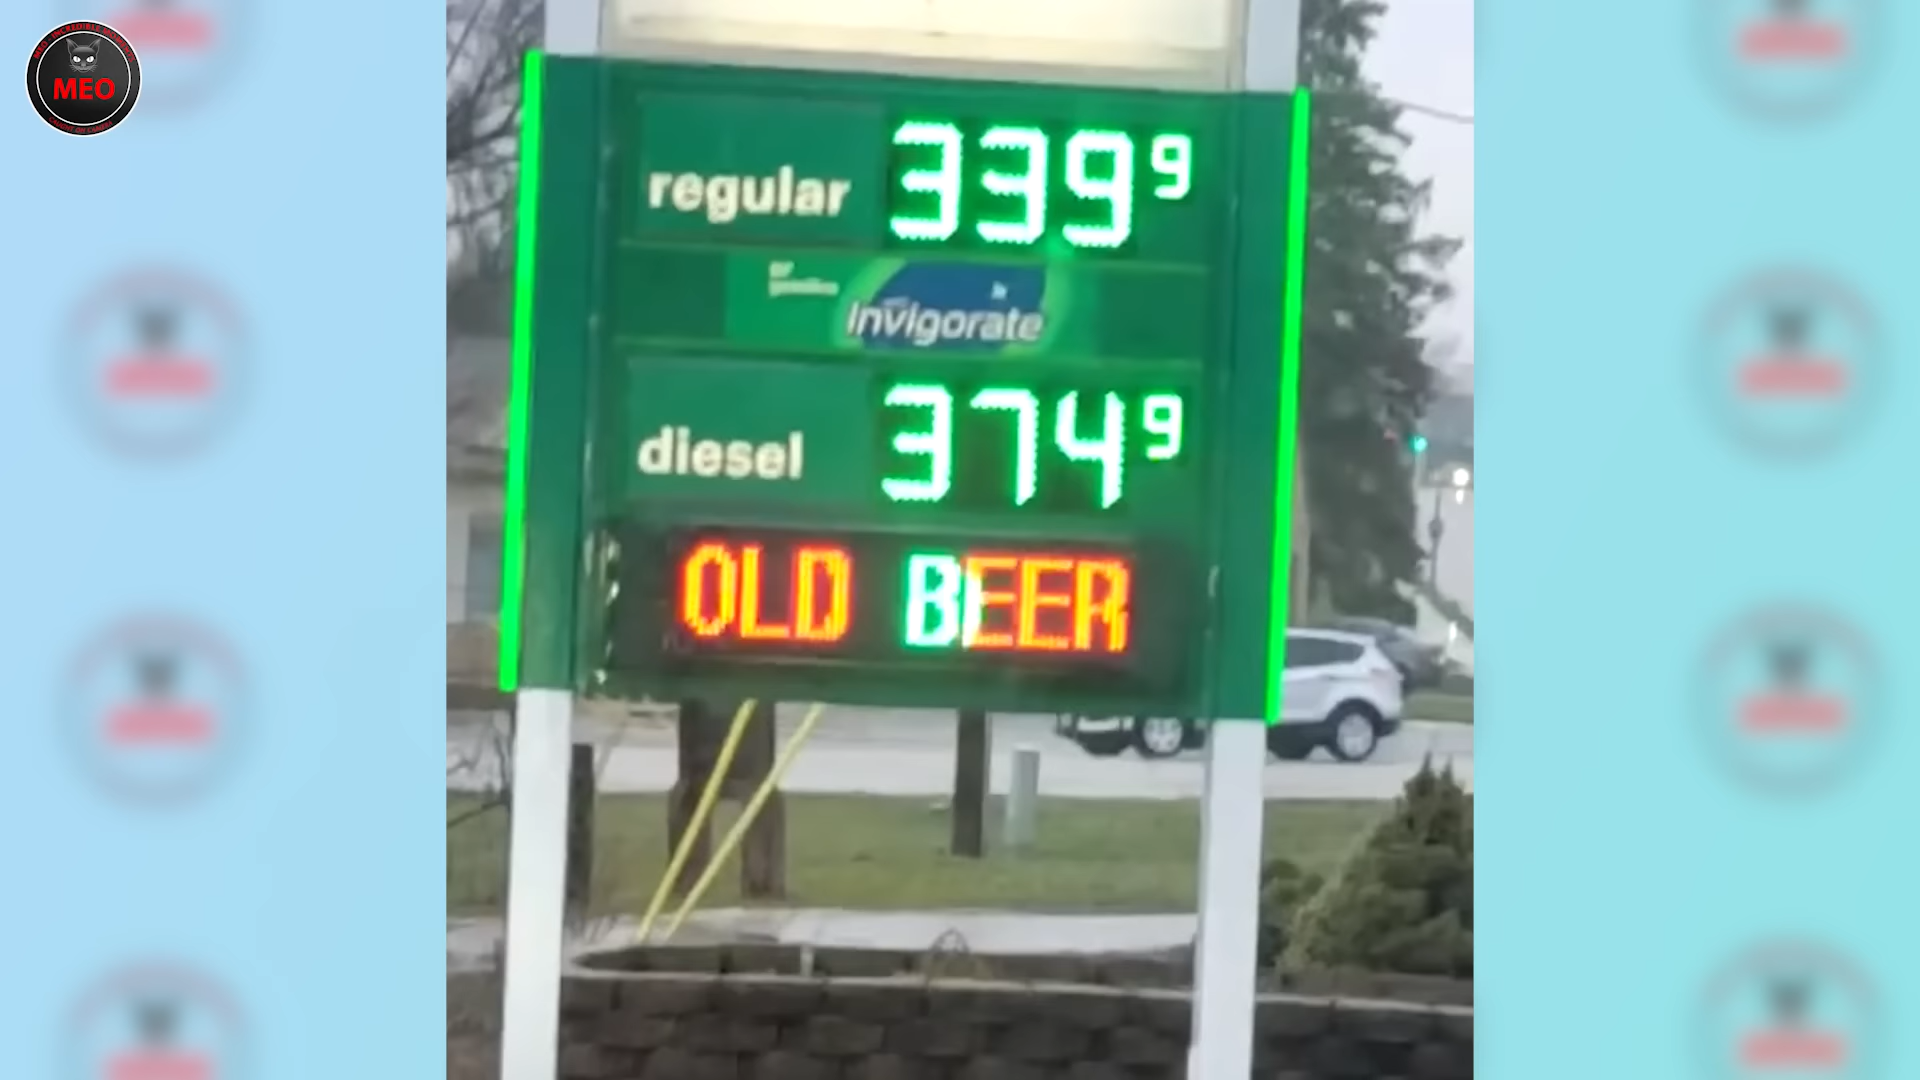 MEO
regular 339 9
invigorate
diesel 374 9
OLD BEER